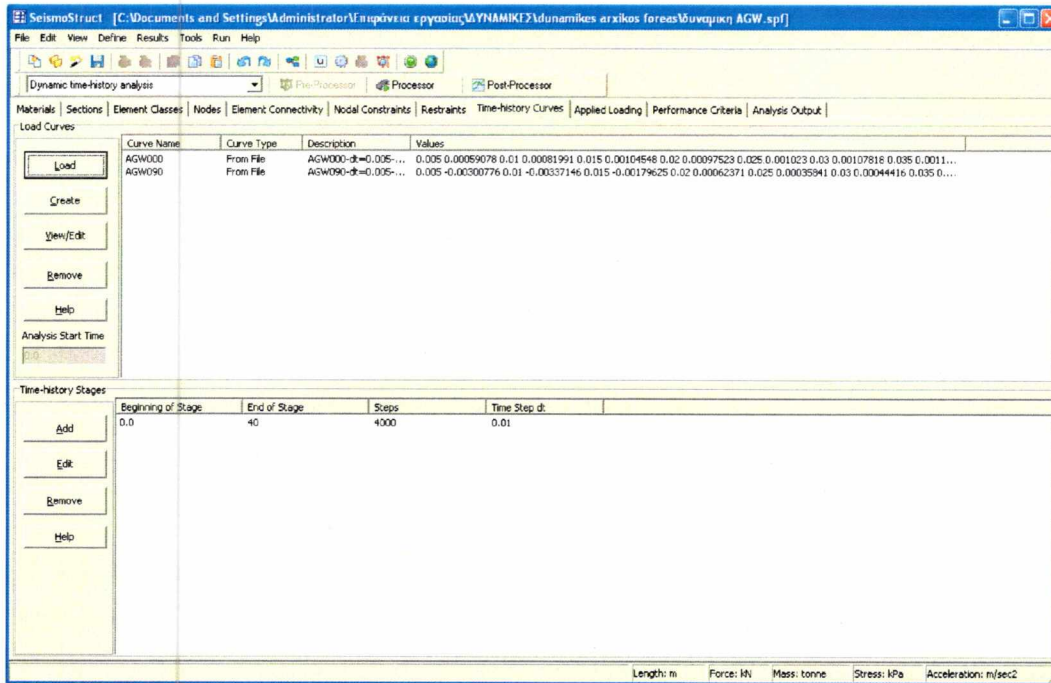 SeismoStruct [C:\Documents and Settings\Administrator\Επιφάνεια εργασίας\ΔΥΝΑΜΙΚΕΣ\dunamikes arxikos foreas\δυναμικη AGW.spf]
File Edit View Define Results Tools Run Help
Dynamic time-history analysis Pre-Processor Processor Post-Processor
Materials | Sections | Element Classes | Nodes | Element Connectivity | Nodal Constraints | Restraints Time-history Curves | Applied Loading | Performance Criteria | Analysis Output |
Load Curves
Curve Name Curve Type Description Values
AGW000 From File AGW000-dt=0.005-... 0.005 0.00059078 0.01 0.00081991 0.015 0.00104548 0.02 0.00097523 0.025 0.001023 0.03 0.00107818 0.035 0.0011...
AGW090 From File AGW090-dt=0.005-... 0.005 -0.00300776 0.01 -0.00337146 0.015 -0.00179625 0.02 0.00062371 0.025 0.00035841 0.03 0.00044416 0.035 0....
Load
Create
View/Edit
Remove
Help
Analysis Start Time
0.0
Time-history Stages
Beginning of Stage End of Stage Steps Time Step dt
0.0 40 4000 0.01
Add
Edit
Remove
Help
Length: m Force: kN Mass: tonne Stress: kPa Acceleration: m/sec2